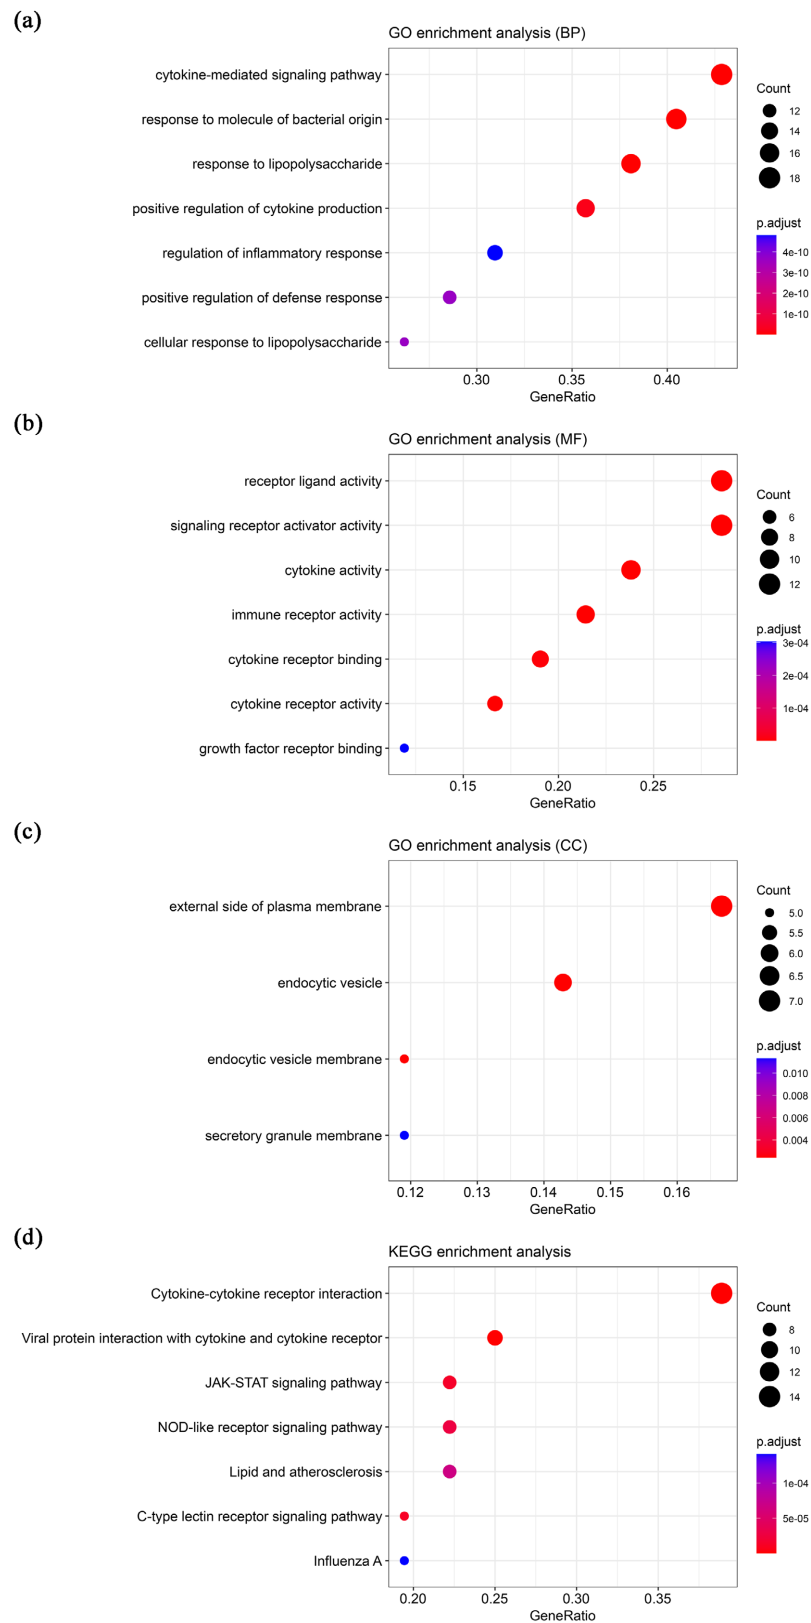 (a)
GO enrichment analysis (BP)
cytokine-mediated signaling pathway
response to molecule of bacterial origin
response to lipopolysaccharide
positive regulation of cytokine production
regulation of inflammatory response
positive regulation of defense response
cellular response to lipopolysaccharide
0.30 0.35 0.40
GeneRatio
Count
12
14
16
18
p.adjust
4e-10
3e-10
2e-10
1e-10
(b)
GO enrichment analysis (MF)
receptor ligand activity
signaling receptor activator activity
cytokine activity
immune receptor activity
cytokine receptor binding
cytokine receptor activity
growth factor receptor binding
0.15 0.20 0.25
GeneRatio
Count
6
8
10
12
p.adjust
3e-04
2e-04
1e-04
(c)
GO enrichment analysis (CC)
external side of plasma membrane
endocytic vesicle
endocytic vesicle membrane
secretory granule membrane
0.12 0.13 0.14 0.15 0.16
GeneRatio
Count
5.0
5.5
6.0
6.5
7.0
p.adjust
0.010
0.008
0.006
0.004
(d)
KEGG enrichment analysis
Cytokine-cytokine receptor interaction
Viral protein interaction with cytokine and cytokine receptor
JAK-STAT signaling pathway
NOD-like receptor signaling pathway
Lipid and atherosclerosis
C-type lectin receptor signaling pathway
Influenza A
0.20 0.25 0.30 0.35
GeneRatio
Count
8
10
12
14
p.adjust
1e-04
5e-05